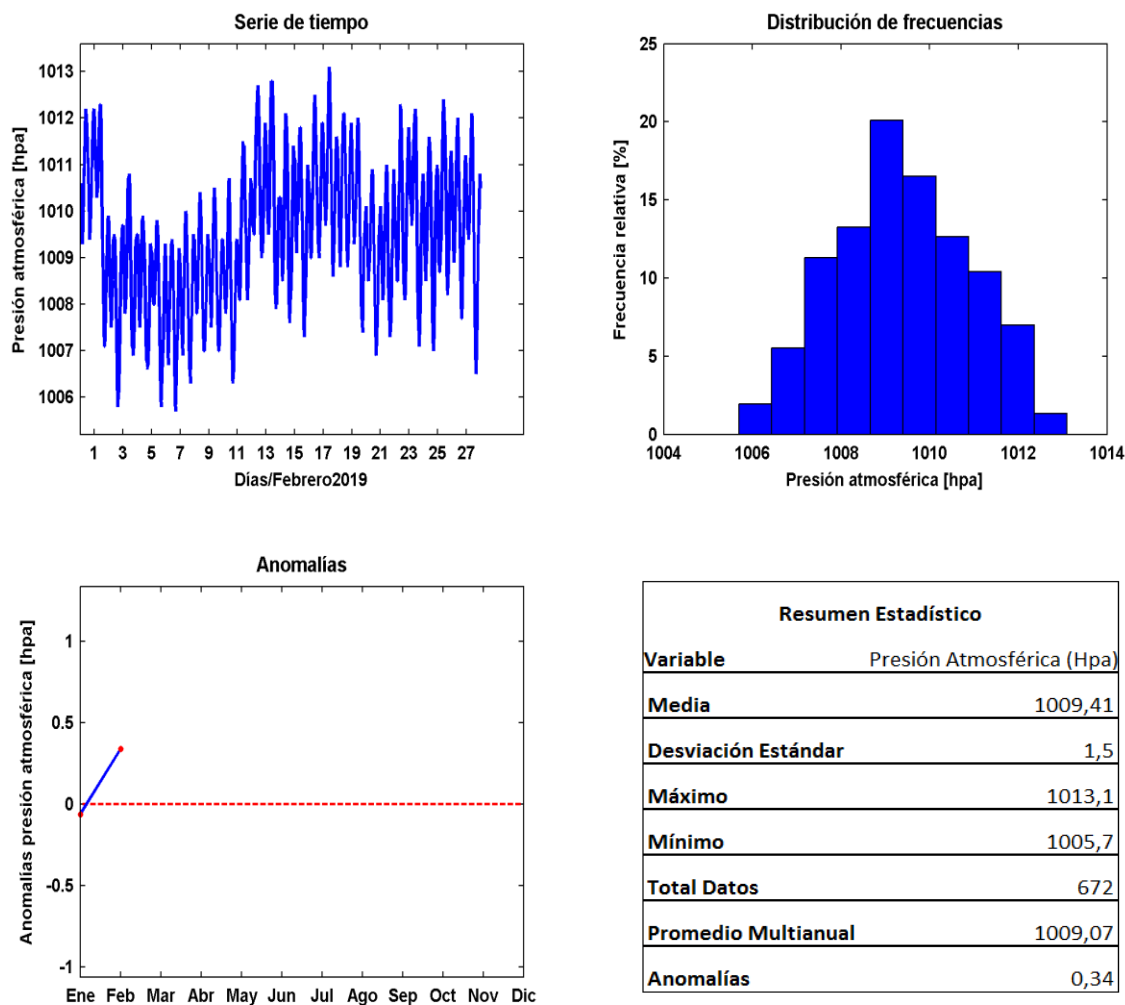 Serie de tiempo
Presión atmosférica [hpa]
1013
1012
1011
1010
1009
1008
1007
1006
1 3 5 7 9 11 13 15 17 19 21 23 25 27
Días/Febrero2019
Distribución de frecuencias
Frecuencia relativa [%]
25
20
15
10
5
0
1004 1006 1008 1010 1012 1014
Presión atmosférica [hpa]
Anomalías
Anomalías presión atmosférica [hpa]
1
0.5
0
-0.5
-1
Ene Feb Mar Abr May Jun Jul Ago Sep Oct Nov Dic
Resumen Estadístico
Variable Presión Atmosférica (Hpa)
Media 1009,41
Desviación Estándar 1,5
Máximo 1013,1
Mínimo 1005,7
Total Datos 672
Promedio Multianual 1009,07
Anomalías 0,34